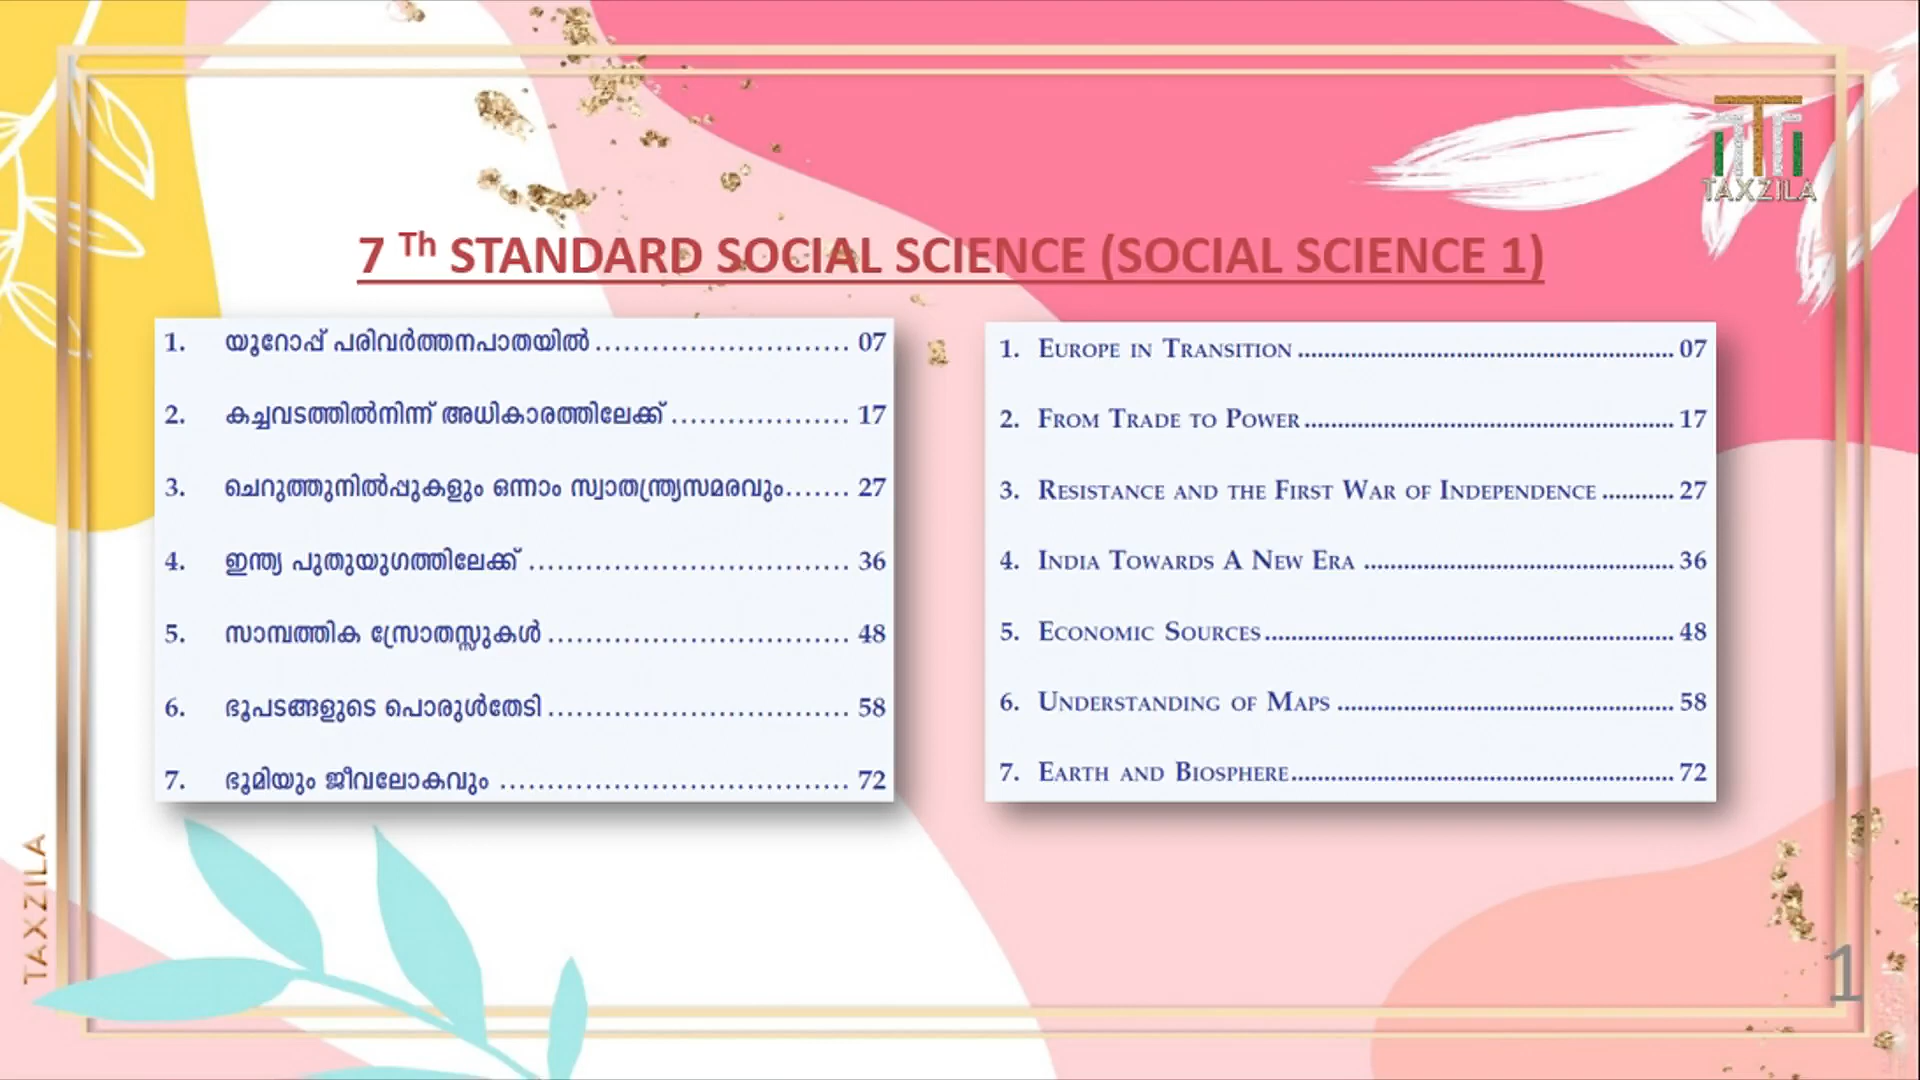 TAXZILA
7 Th STANDARD SOCIAL SCIENCE (SOCIAL SCIENCE 1)
1. യൂറോപ്പ് പരിവർത്തനപാതയിൽ ........................... 07
2. കച്ചവടത്തിൽനിന്ന് അധികാരത്തിലേക്ക് ................... 17
3. ചെറുത്തുനിൽപ്പുകളും ഒന്നാം സ്വാതന്ത്ര്യസമരവും....... 27
4. ഇന്ത്യ പുതുയുഗത്തിലേക്ക് .................................. 36
5. സാമ്പത്തിക സ്രോതസ്സുകൾ ................................ 48
6. ഭൂപടങ്ങളുടെ പൊരുൾതേടി ................................ 58
7. ഭൂമിയും ജീവലോകവും ..................................... 72
1. EUROPE IN TRANSITION ........................................ 07
2. FROM TRADE TO POWER ........................................ 17
3. RESISTANCE AND THE FIRST WAR OF INDEPENDENCE ........... 27
4. INDIA TOWARDS A NEW ERA ........................................ 36
5. ECONOMIC SOURCES ........................................ 48
6. UNDERSTANDING OF MAPS ........................................ 58
7. EARTH AND BIOSPHERE ........................................ 72
TAXZILA
1